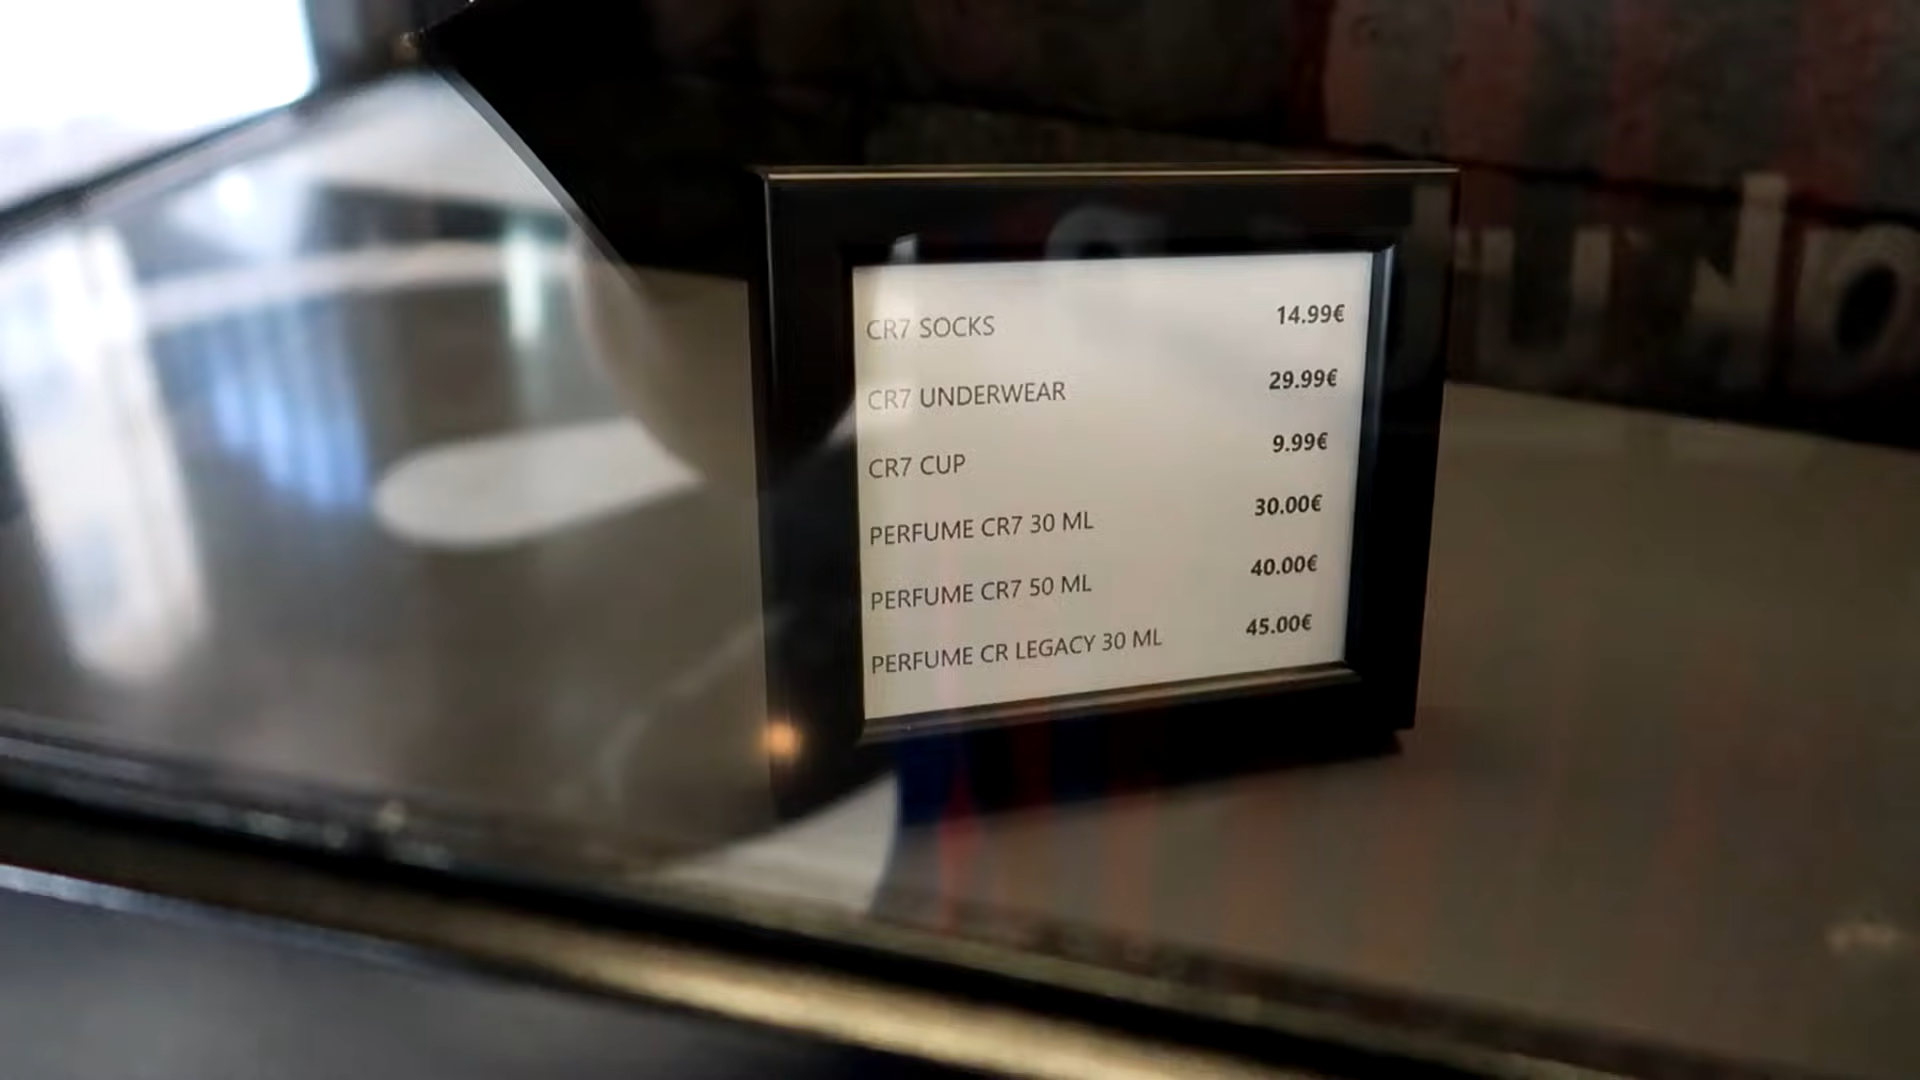 CR7 SOCKS 14.99€
CR7 UNDERWEAR 29.99€
CR7 CUP 9.99€
PERFUME CR7 30 ML 30.00€
PERFUME CR7 50 ML 40.00€
PERFUME CR LEGACY 30 ML 45.00€